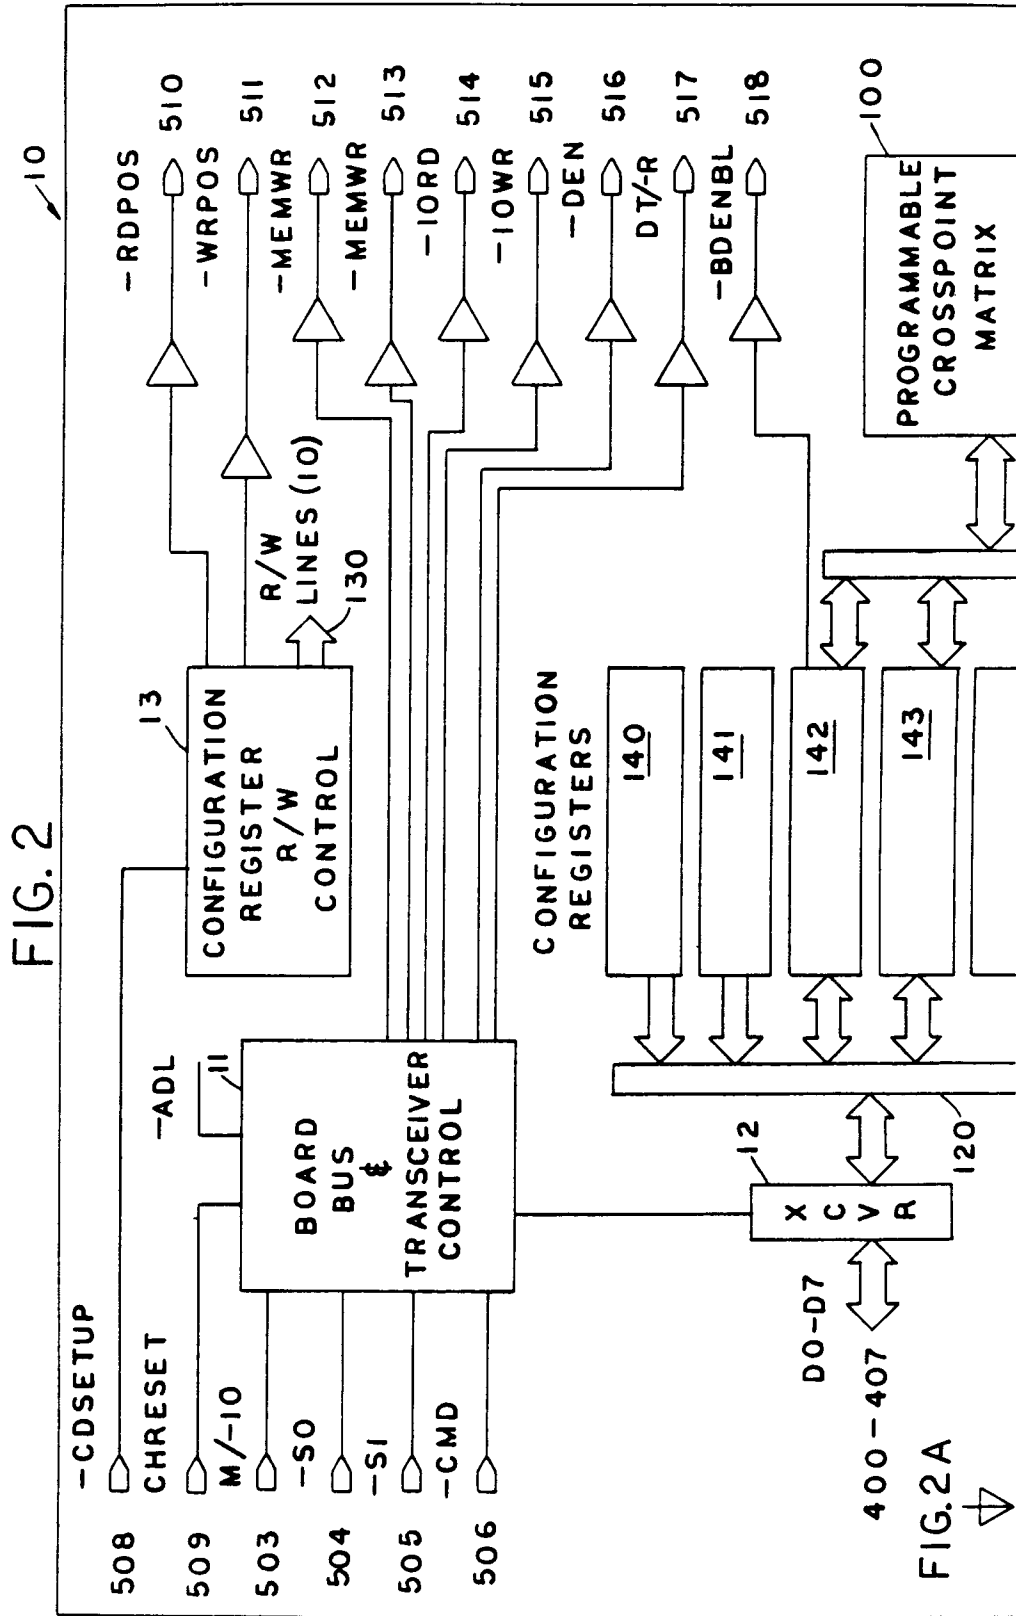 FIG. 2
10
-CDSETUP
508
CHRESET
509
M/-IO
503
-S0
504
-S1
505
-CMD
506
-ADL
11
BOARD
BUS &
TRANSCEIVER
CONTROL
13
CONFIGURATION
REGISTER
R/W
CONTROL
R/W
LINES (10)
130
-RDPOS
510
-WRPOS
511
-MEMWR
512
-MEMWR
513
-IORD
514
-IOWR
515
-DEN
516
DT/-R
517
-BDENBL
518
CONFIGURATION
REGISTERS
140
141
142
143
12
XCVR
120
D0-D7
400-407
100
PROGRAMMABLE
CROSSPOINT
MATRIX
FIG. 2A